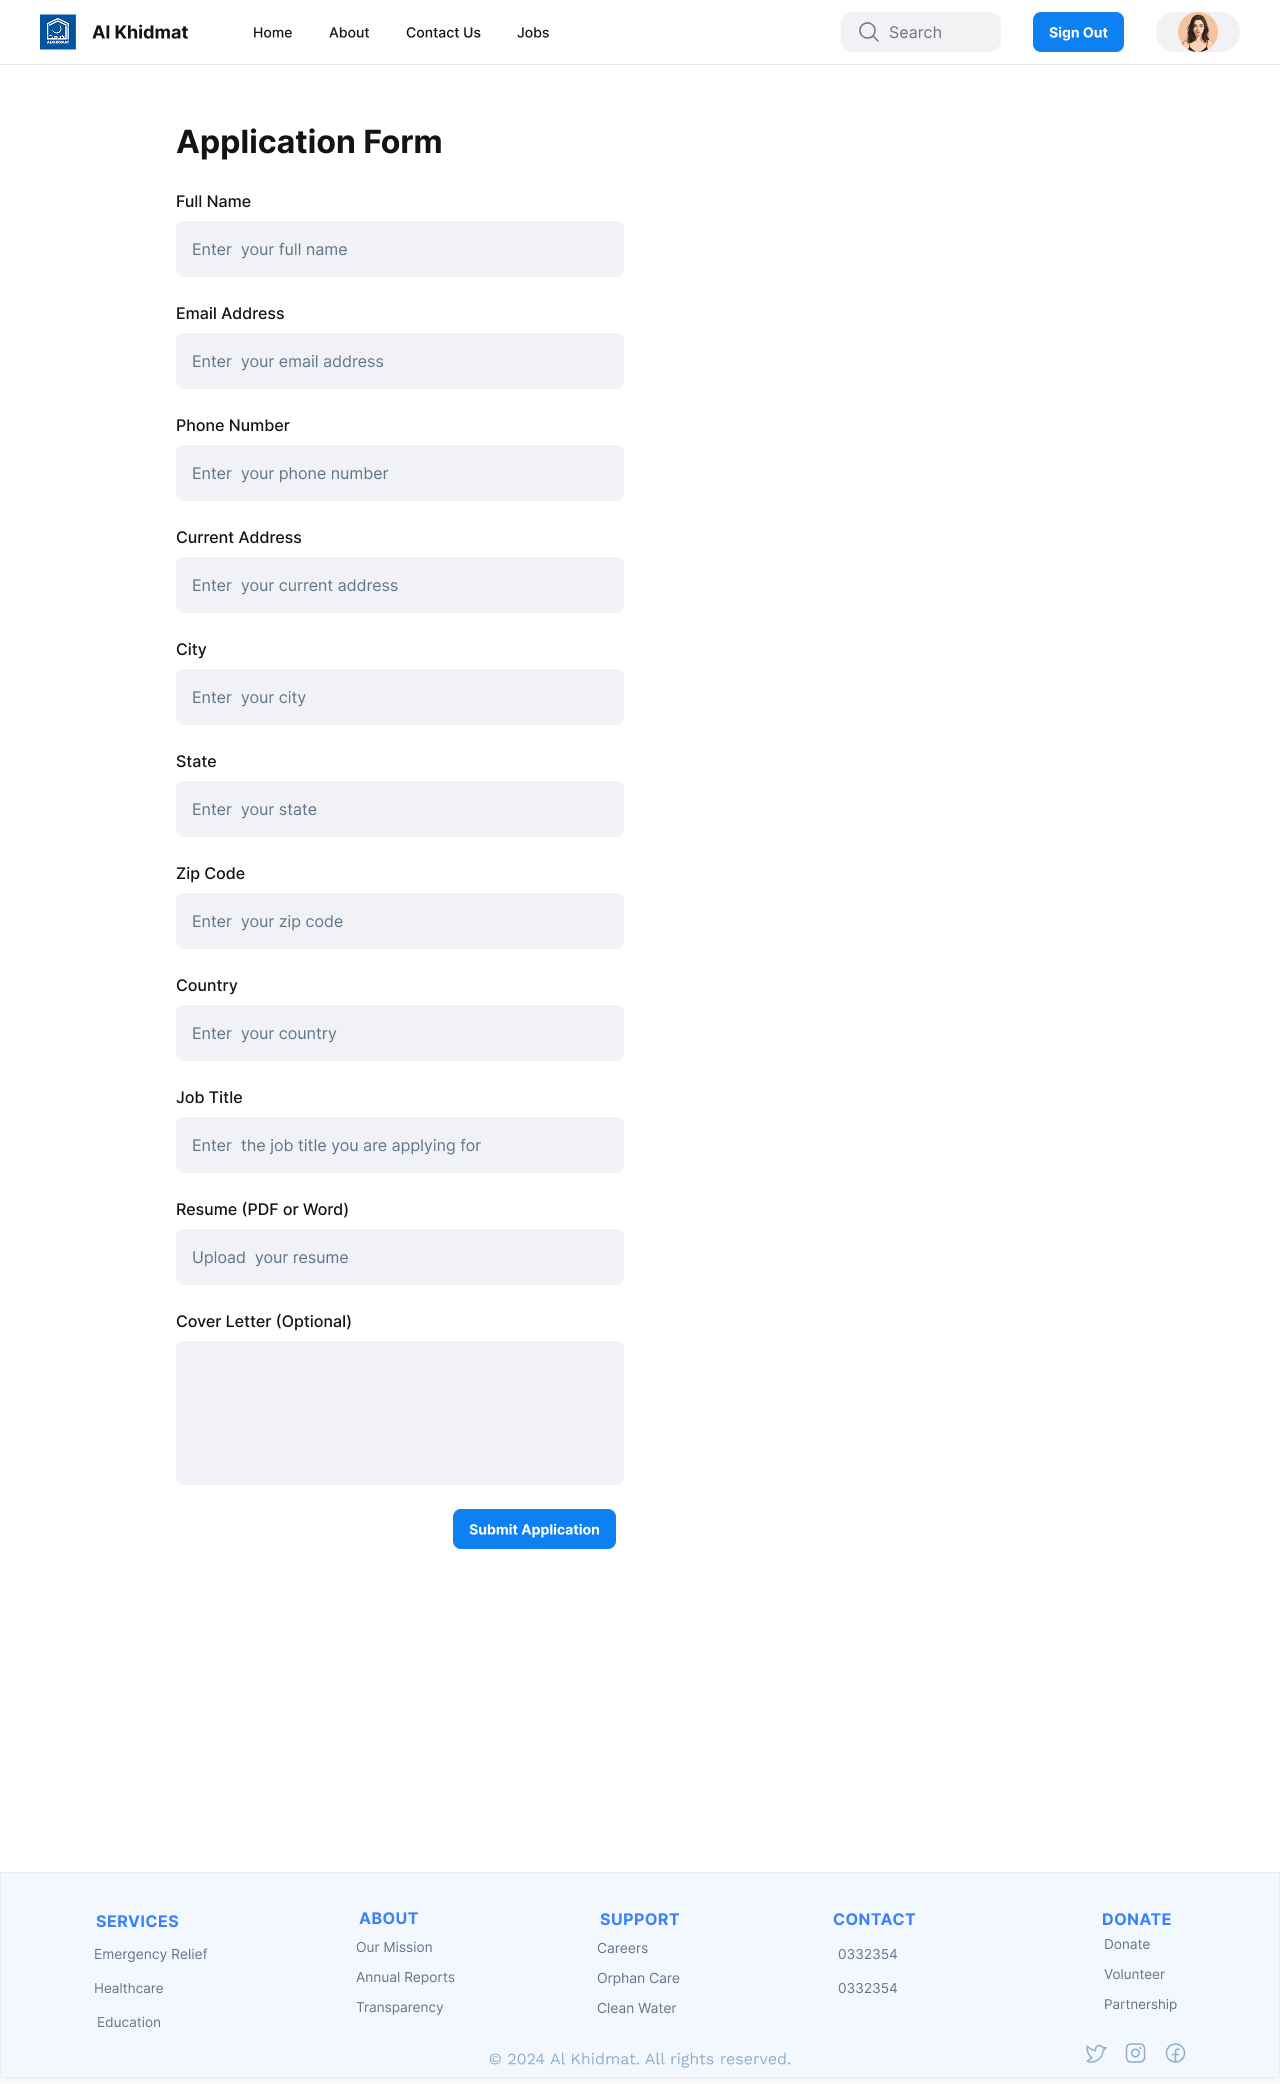 ALKHIDMAT
Al Khidmat
Home
About
Contact Us
Jobs
Search
Sign Out
Application Form
Full Name
Enter your full name
Email Address
Enter your email address
Phone Number
Enter your phone number
Current Address
Enter your current address
City
Enter your city
State
Enter your state
Zip Code
Enter your zip code
Country
Enter your country
Job Title
Enter the job title you are applying for
Resume (PDF or Word)
Upload your resume
Cover Letter (Optional)
Submit Application
SERVICES
Emergency Relief
Healthcare
Education
ABOUT
Our Mission
Annual Reports
Transparency
SUPPORT
Careers
Orphan Care
Clean Water
CONTACT
0332354
0332354
DONATE
Donate
Volunteer
Partnership
© 2024 Al Khidmat. All rights reserved.